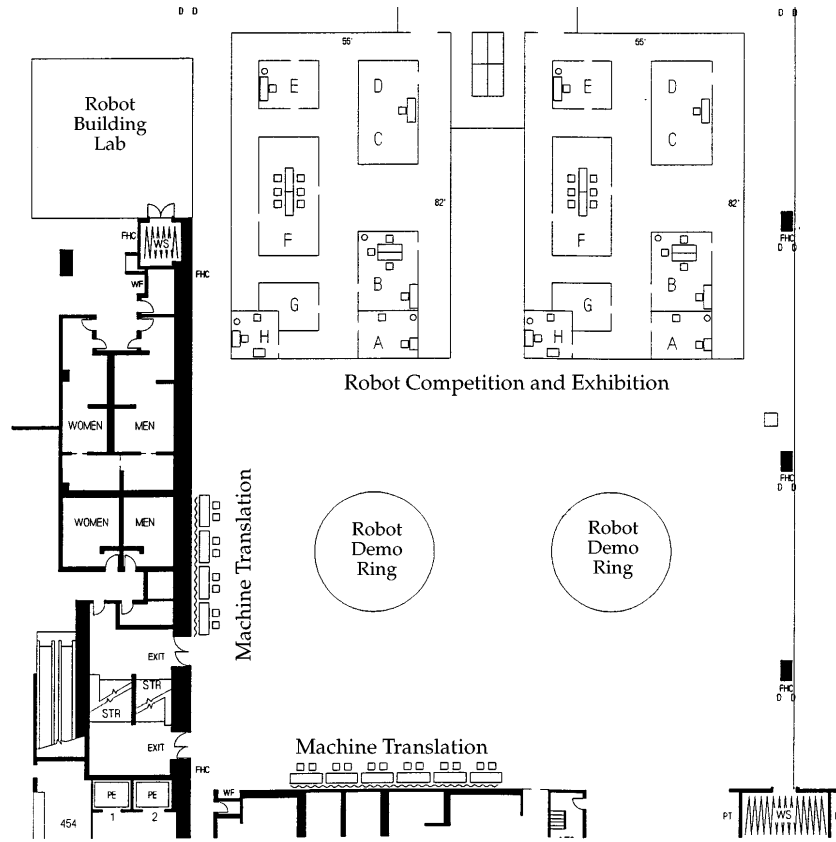 D D
D D
55'
55'
Robot
Building
Lab
E
D
C
E
D
C
F
B
G
H
A
F
B
G
H
A
82'
82'
FHC
WS
WF
FHC
FHC
D D
Robot Competition and Exhibition
WOMEN
MEN
WOMEN
MEN
Machine Translation
Robot
Demo
Ring
Robot
Demo
Ring
FHC
D D
EXIT
STR
STR
EXIT
FHC
D D
Machine Translation
FHC
PE
PE
1
2
454
WF
PT
WS